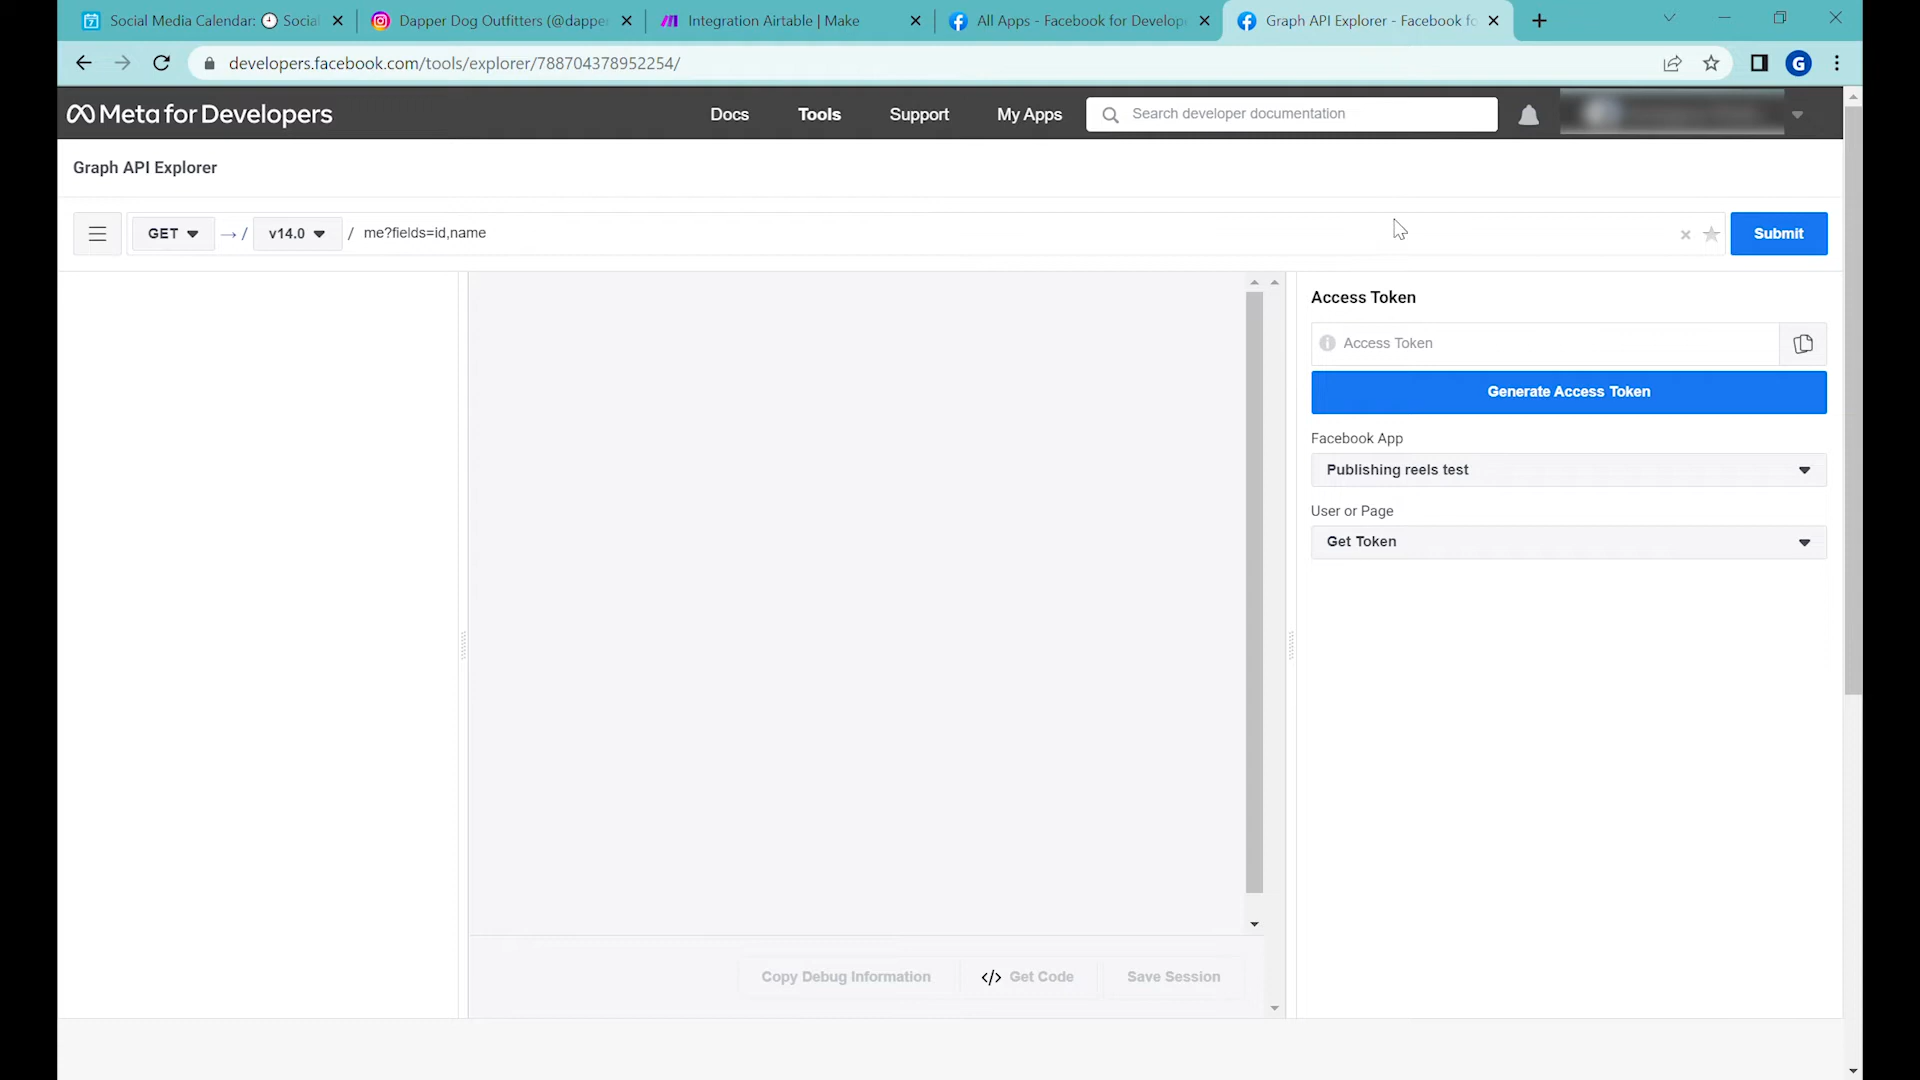 Social Media Calendar: Social
Dapper Dog Outfitters (@dapper
Integration Airtable | Make
All Apps - Facebook for Develop
Graph API Explorer - Facebook fo
developers.facebook.com/tools/explorer/788704378952254/
G
Meta for Developers
Docs
Tools
Support
My Apps
Search developer documentation
Graph API Explorer
GET → / v14.0 / me?fields=id,name
Submit
Access Token
Access Token
Generate Access Token
Facebook App
Publishing reels test
User or Page
Get Token
Copy Debug Information
</> Get Code
Save Session